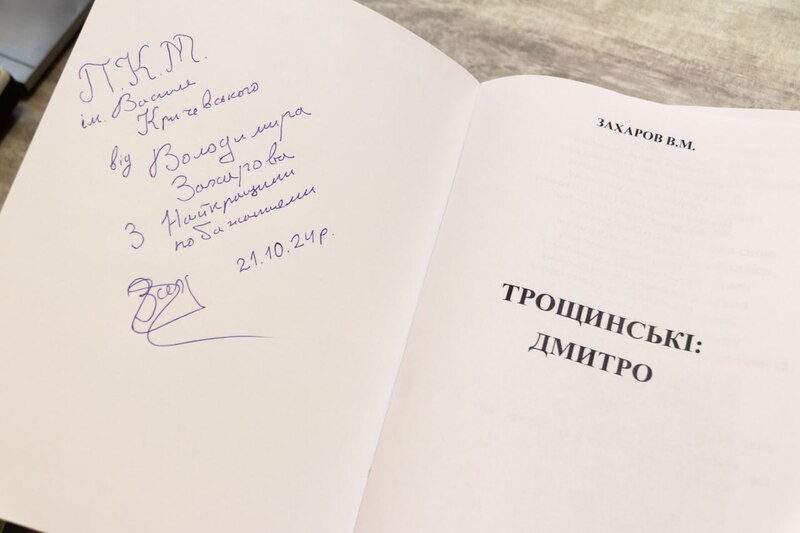 П.К.М.
ім. Василя
Кричевського
від Володимира
Захарова
З Найкращими
побажаннями
21.10.24р.
ЗАХАРОВ В.М.
ТРОЩИНСЬКІ:
ДМИТРО